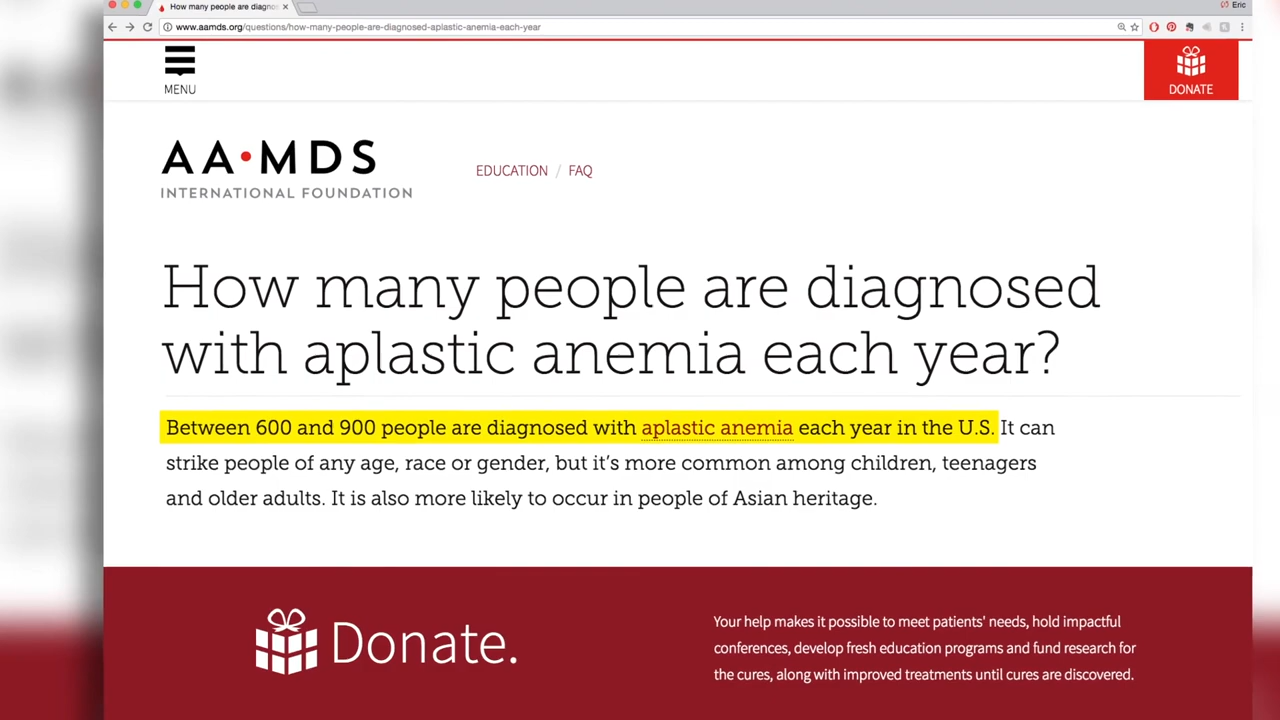 How many people are diagnos
Eric
www.aamds.org/questions/how-many-people-are-diagnosed-aplastic-anemia-each-year
MENU
DONATE
AA•MDS
INTERNATIONAL FOUNDATION
EDUCATION / FAQ
How many people are diagnosed
with aplastic anemia each year?
Between 600 and 900 people are diagnosed with aplastic anemia each year in the U.S. It can
strike people of any age, race or gender, but it’s more common among children, teenagers
and older adults. It is also more likely to occur in people of Asian heritage.
Donate.
Your help makes it possible to meet patients' needs, hold impactful
conferences, develop fresh education programs and fund research for
the cures, along with improved treatments until cures are discovered.